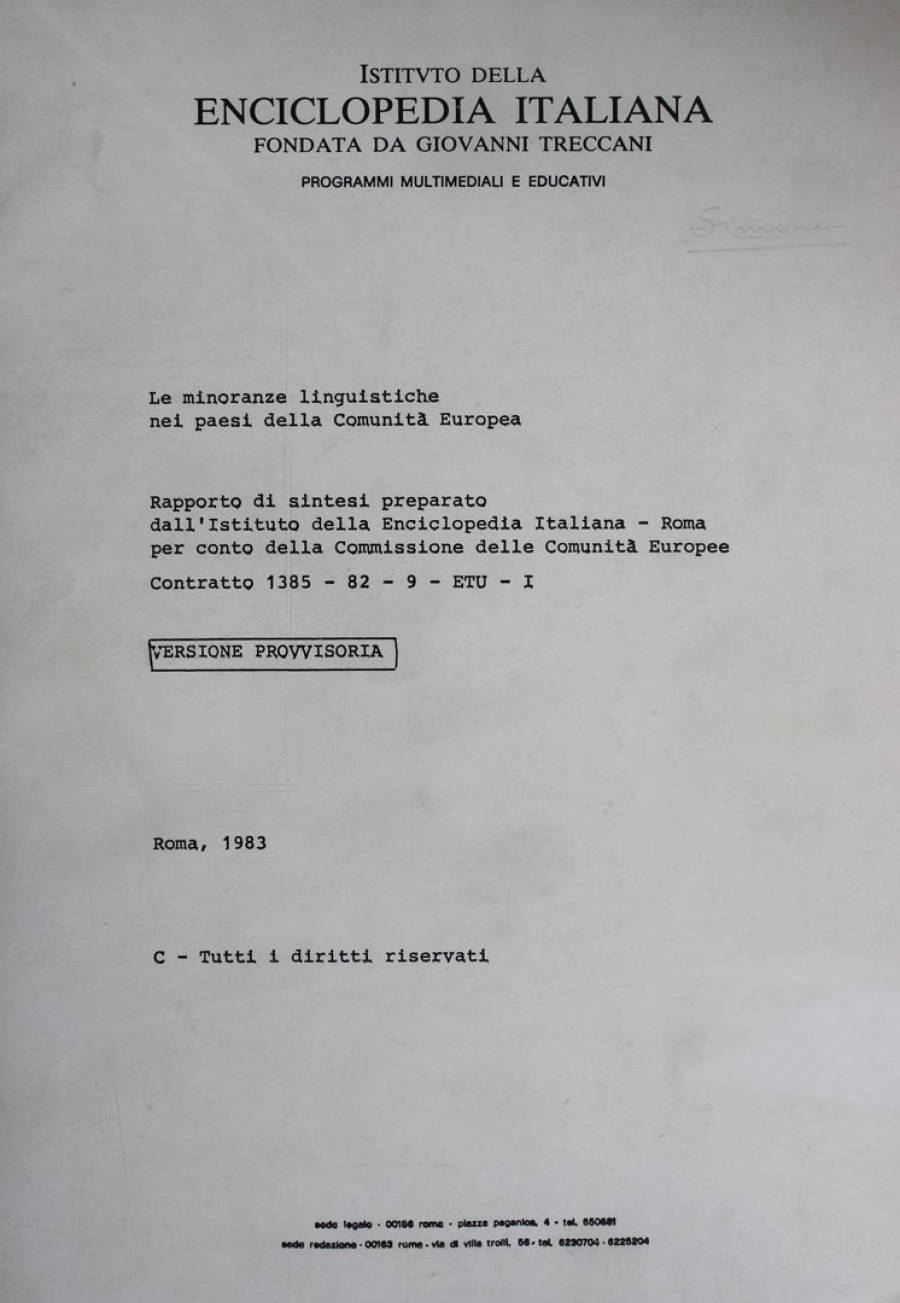 ISTITVTO DELLA
ENCICLOPEDIA ITALIANA
FONDATA DA GIOVANNI TRECCANI
PROGRAMMI MULTIMEDIALI E EDUCATIVI
Simone
Le minoranze linguistiche
nei paesi della Comunità Europea
Rapporto di sintesi preparato
dall'Istituto della Enciclopedia Italiana - Roma
per conto della Commissione delle Comunità Europee
Contratto 1385 - 82 - 9 - ETU - I
VERSIONE PROVVISORIA
Roma, 1983
C - Tutti i diritti riservati
sede legale · 00186 roma · piazza paganica, 4 · tel. 650881
sede redazione · 00163 roma · via di villa troili, 56 · tel. 6230704 · 6225204